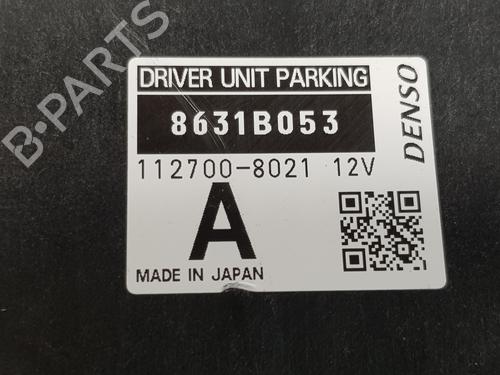 B-PARTS
DRIVER UNIT PARKING
8631B053
112700-8021 12V
DENSO
A
MADE IN JAPAN